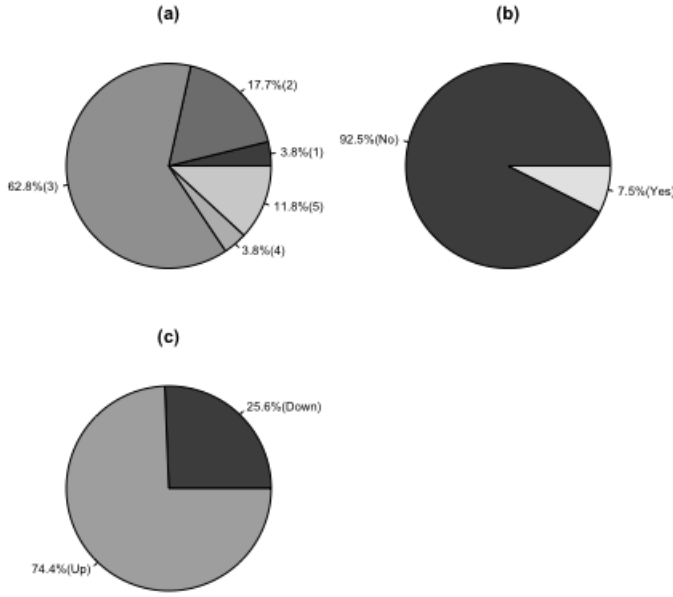 (a)
17.7%(2)
3.8%(1)
62.8%(3)
11.8%(5)
3.8%(4)
(b)
92.5%(No)
7.5%(Yes)
(c)
25.6%(Down)
74.4%(Up)